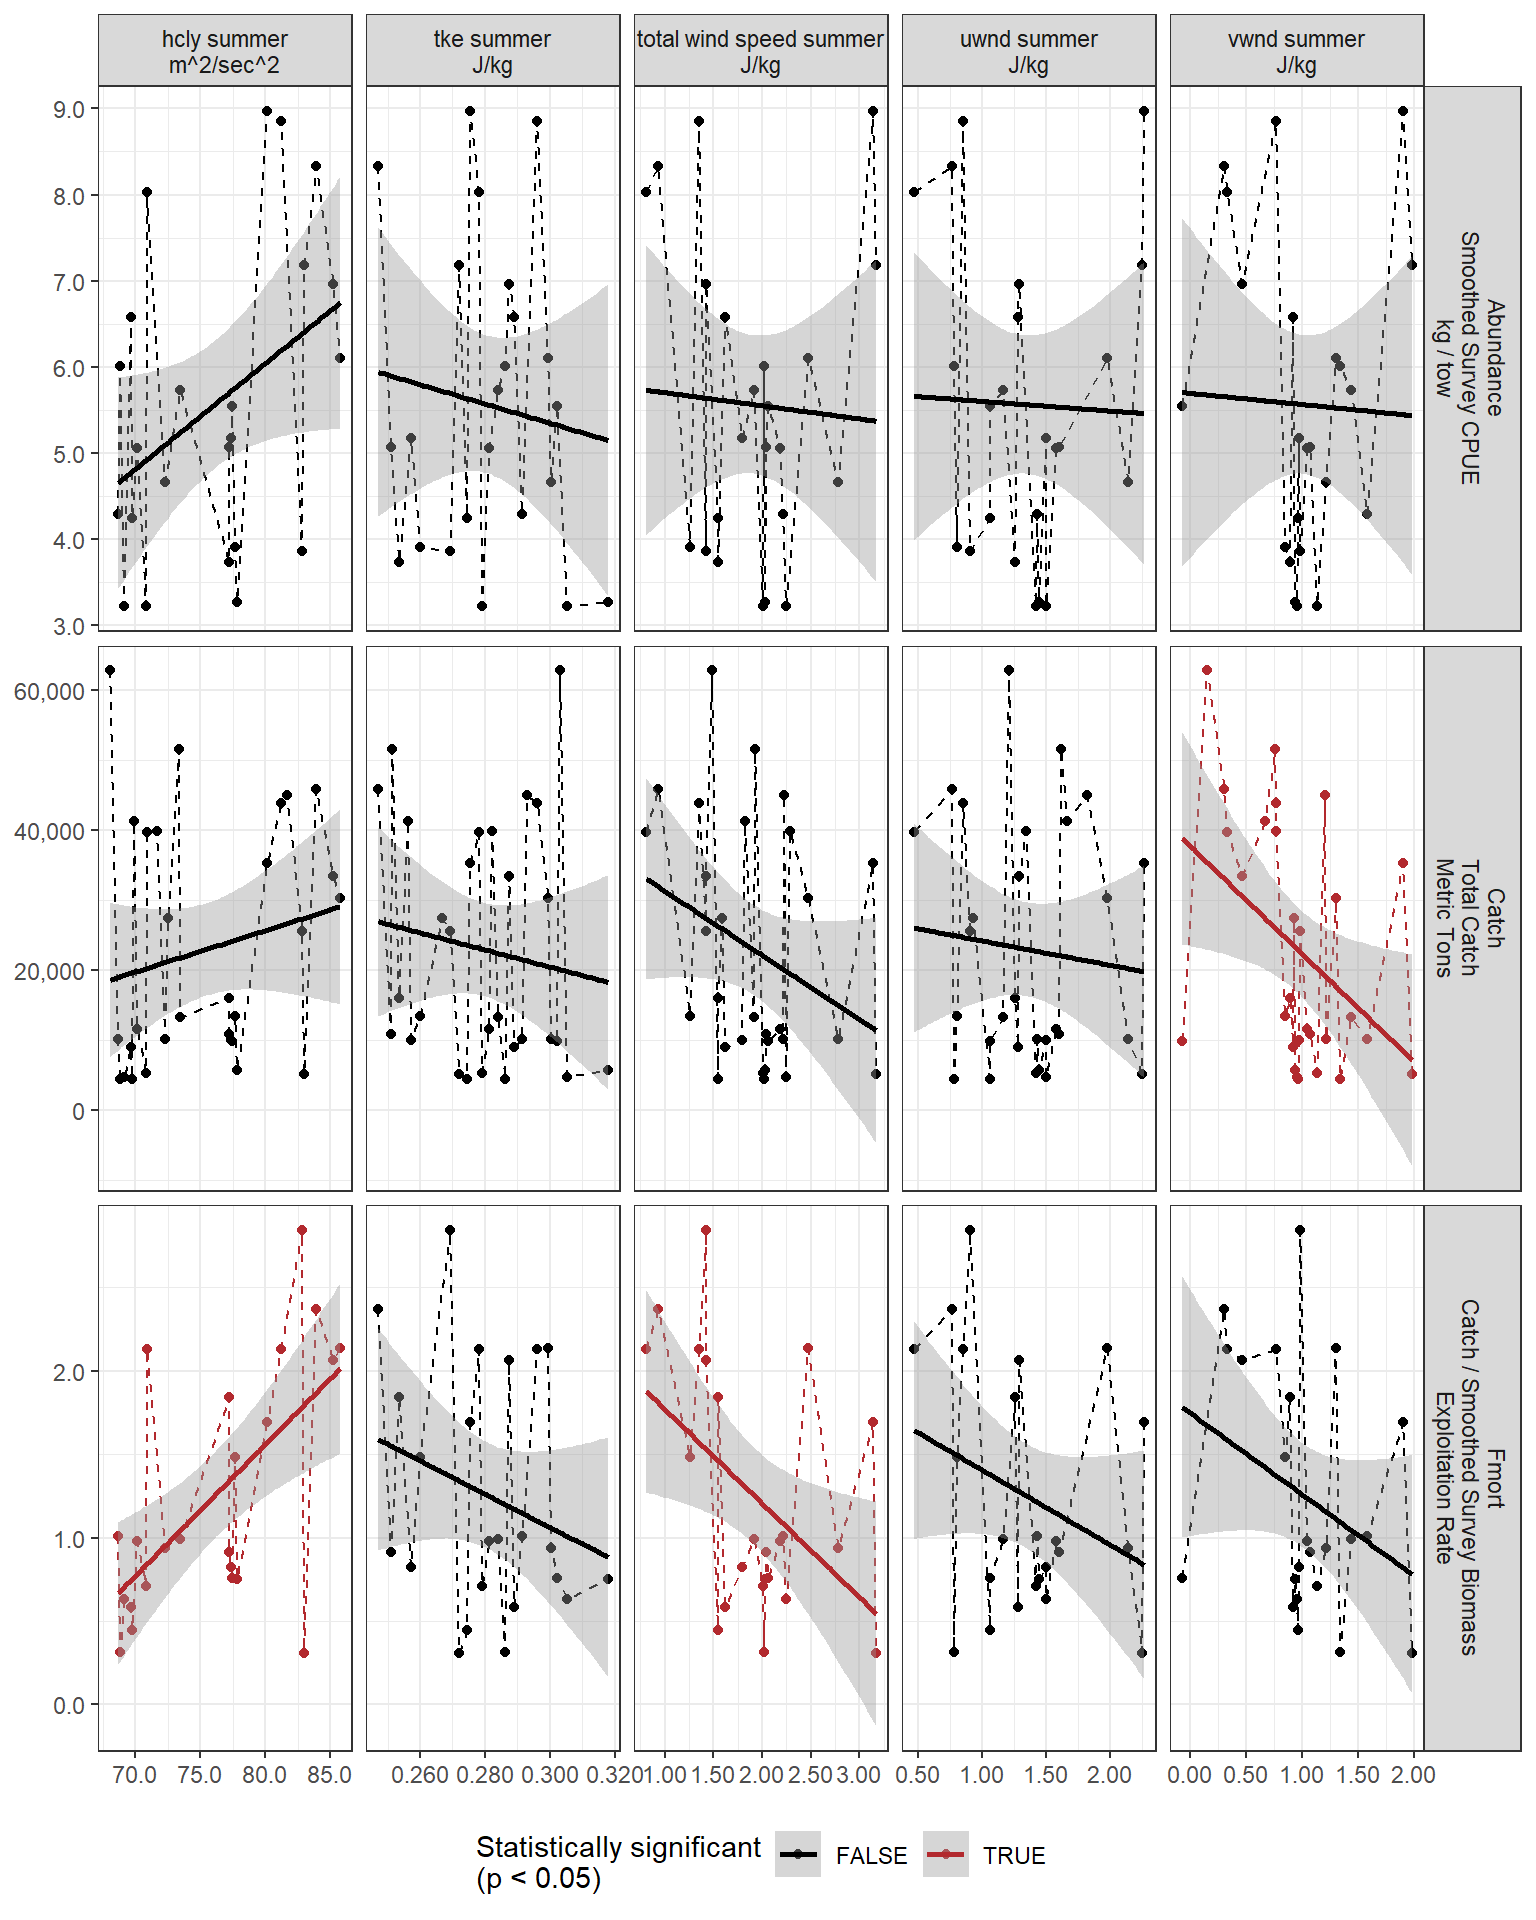 hcly summer
m^2/sec^2
tke summer
J/kg
total wind speed summer
J/kg
uwnd summer
J/kg
vwnd summer
J/kg
9.0
8.0
7.0
6.0
5.0
4.0
3.0
Abundance
Smoothed Survey CPUE
kg / tow
60,000
40,000
20,000
0
Catch
Total Catch
Metric Tons
2.0
1.0
0.0
Fmort
Catch / Smoothed Survey Biomass
Exploitation Rate
70.0 75.0 80.0 85.0
0.260 0.280 0.300 0.320
1.00 1.50 2.00 2.50 3.00
0.50 1.00 1.50 2.00
0.00 0.50 1.00 1.50 2.00
Statistically significant
(p < 0.05)
FALSE
TRUE